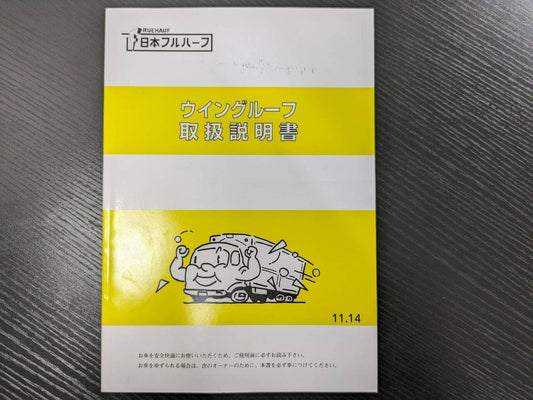 FRUEHAUF
日本フルハーフ
ウイングルーフ
取扱説明書
11.14
お車を安全快適にお使いいただくため、ご使用前に必ずお読み下さい。
お車をゆずられる場合は、次のオーナーのために、本書を必ず車につけてください。